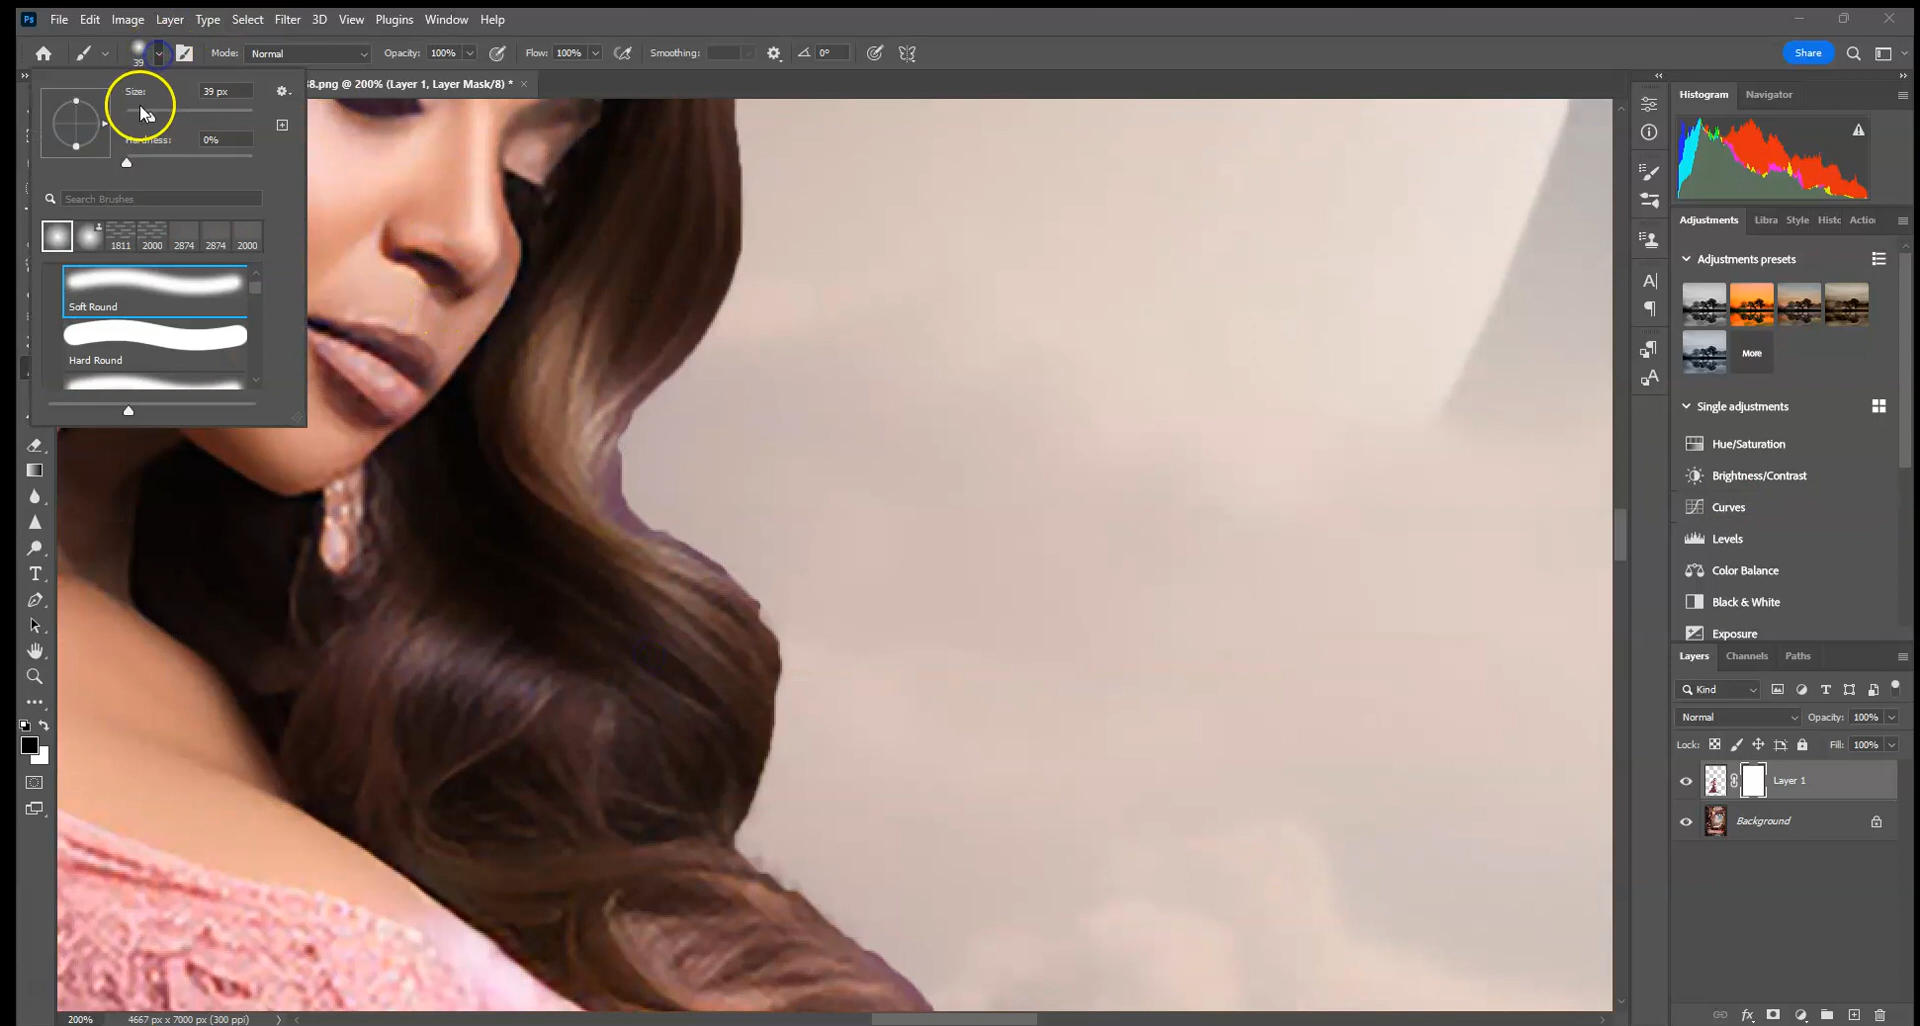 Ps File Edit Image Layer Type Select Filter 3D View Plugins Window Help
39 Mode: Normal Opacity: 100% Flow: 100% Smoothing: 0° Share
8.png @ 200% (Layer 1, Layer Mask/8) * ×
Size: 39 px
Hardness: 0%
Search Brushes
1811 2000 2874 2874 2000
Soft Round
Hard Round
Histogram Navigator
Adjustments Libra Style Histo Actio
Adjustments presets
More
Single adjustments
Hue/Saturation
Brightness/Contrast
Curves
Levels
Color Balance
Black & White
Exposure
Layers Channels Paths
Kind
Normal Opacity: 100%
Lock: Fill: 100%
Layer 1
Background
200% 4667 px x 7000 px (300 ppi)